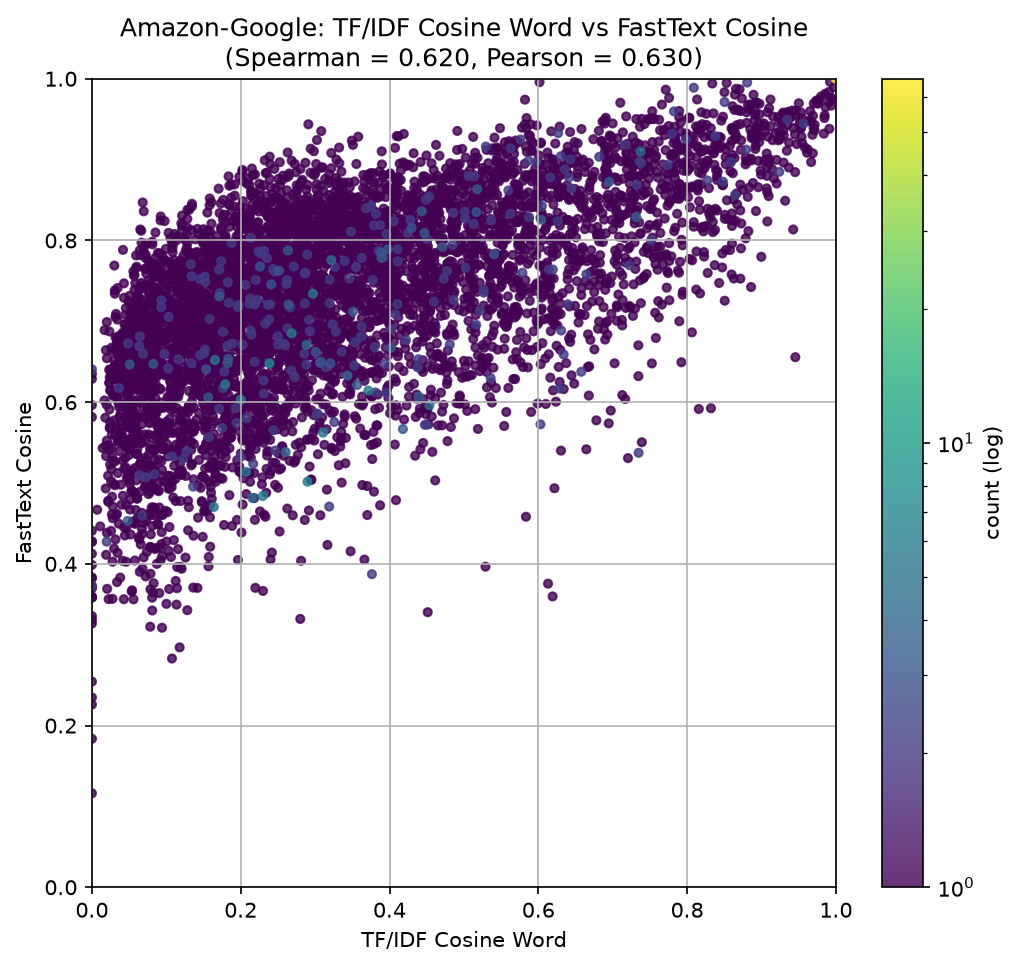 Amazon-Google: TF/IDF Cosine Word vs FastText Cosine
(Spearman = 0.620, Pearson = 0.630)
1.0
0.8
0.6
0.4
0.2
0.0
FastText Cosine
0.0 0.2 0.4 0.6 0.8 1.0
TF/IDF Cosine Word
10¹
10⁰
count (log)